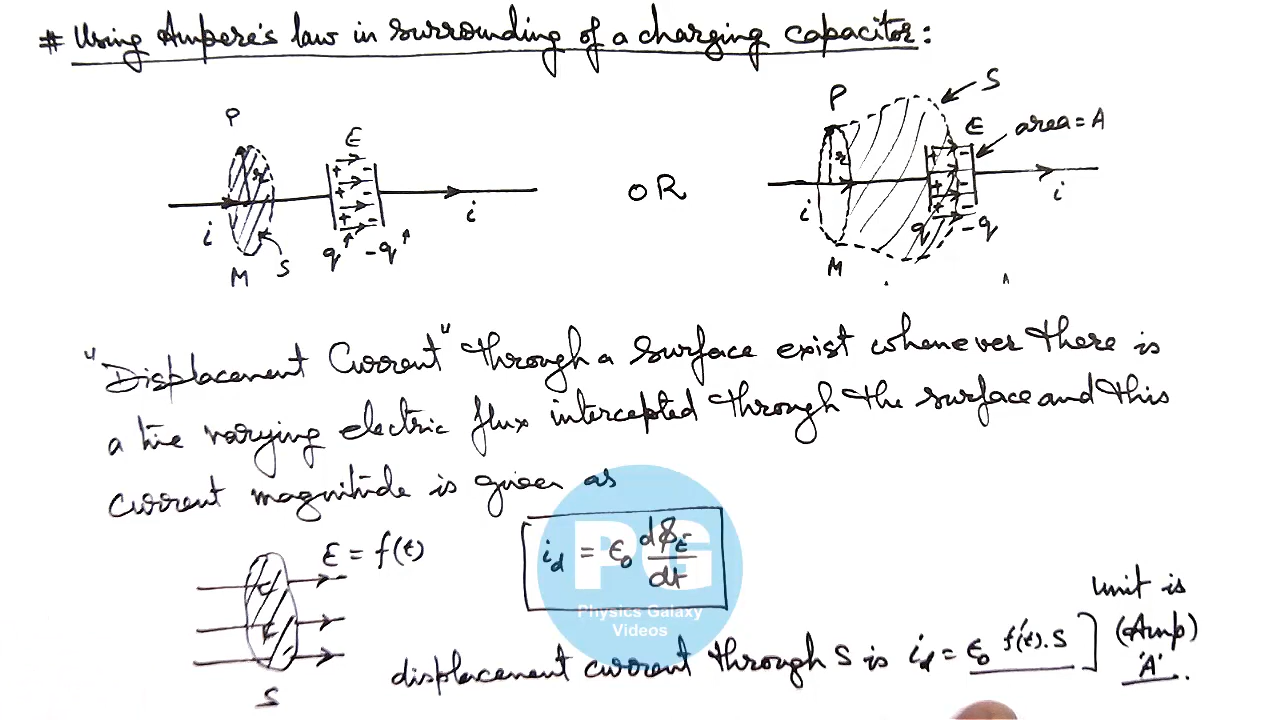 # Using Ampere's law in surrounding of a charging capacitor:
P
E
r
i
i
M
S
q↑ -q↑
OR
P
S
E
area = A
r
i
i
q
-q
M
"Displacement Current" through a surface exist whenever there is
a time varying electric flux intercepted through the surface and this
current magnitude is given as
E = f(t)
i_d = ε₀ dφ_E/dt
PG
Physics Galaxy
Videos
S
displacement current through S is i_d = ε₀ f'(t).S
unit is
(Amp)
'A'.